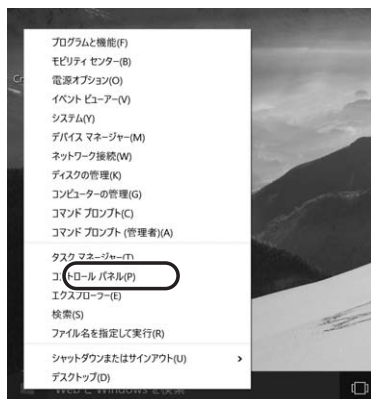 プログラムと機能(F)
モビリティ センター(B)
電源オプション(O)
イベント ビューアー(V)
システム(Y)
デバイス マネージャー(M)
ネットワーク接続(W)
ディスクの管理(K)
コンピューターの管理(G)
コマンド プロンプト(C)
コマンド プロンプト (管理者)(A)
タスク マネージャー(T)
コントロール パネル(P)
エクスプローラー(E)
検索(S)
ファイル名を指定して実行(R)
シャットダウンまたはサインアウト(U)
デスクトップ(D)